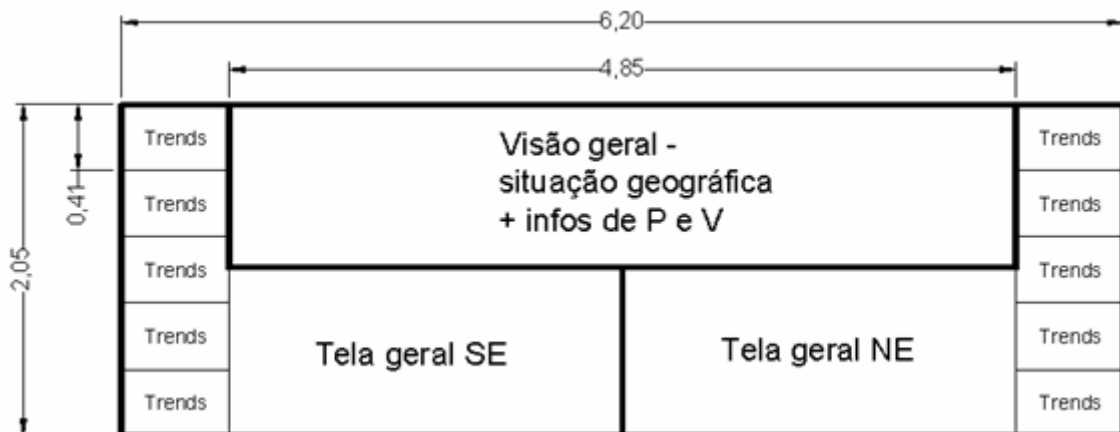 6,20
4,85
Trends
Visão geral -
situação geográfica
+ infos de P e V
Trends
0,41
Trends
Trends
2,05
Trends
Trends
Trends
Tela geral SE
Tela geral NE
Trends
Trends
Trends